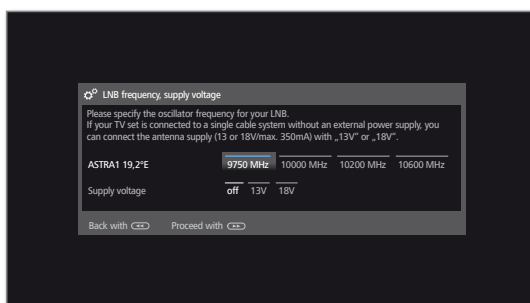 LNB frequency, supply voltage
Please specify the oscillator frequency for your LNB.
If your TV set is connected to a single cable system without an external power supply, you
can connect the antenna supply (13 or 18V/max. 350mA) with „13V” or „18V”.
ASTRA1 19,2°E 9750 MHz 10000 MHz 10200 MHz 10600 MHz
Supply voltage off 13V 18V
Back with Proceed with